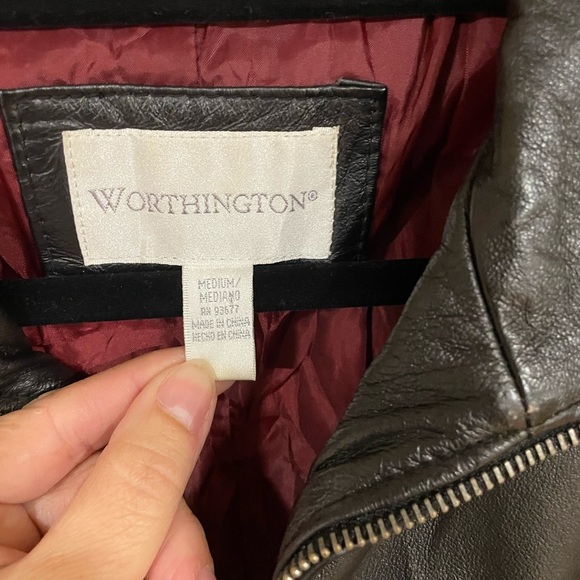 WORTHINGTON®
MEDIUM/
MEDIANO
RN 93677
MADE IN CHINA
HECHO EN CHINA